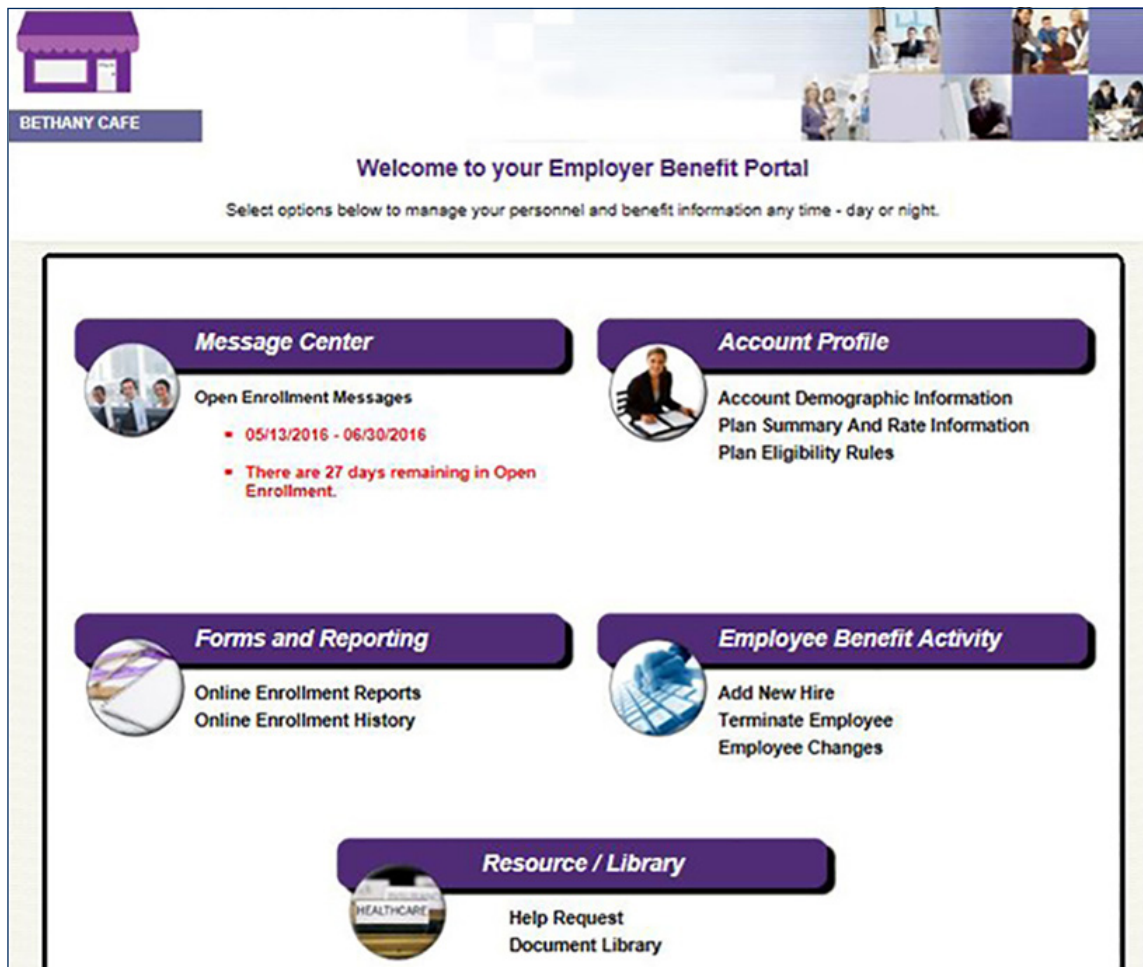 BETHANY CAFE
Welcome to your Employer Benefit Portal
Select options below to manage your personnel and benefit information any time - day or night.
Message Center
Open Enrollment Messages
05/13/2016 - 06/30/2016
There are 27 days remaining in Open
Enrollment.
Account Profile
Account Demographic Information
Plan Summary And Rate Information
Plan Eligibility Rules
Forms and Reporting
Online Enrollment Reports
Online Enrollment History
Employee Benefit Activity
Add New Hire
Terminate Employee
Employee Changes
Resource / Library
HEALTHCARE
Help Request
Document Library